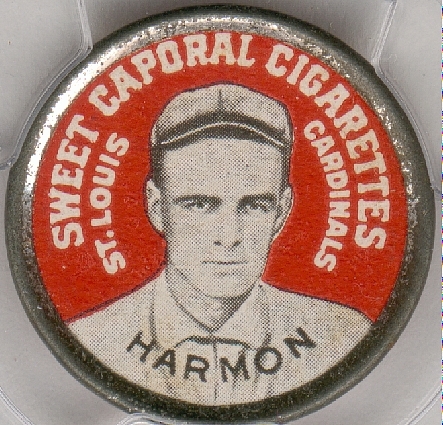 SWEET CAPORAL CIGARETTES
ST. LOUIS
CARDINALS
HARMON